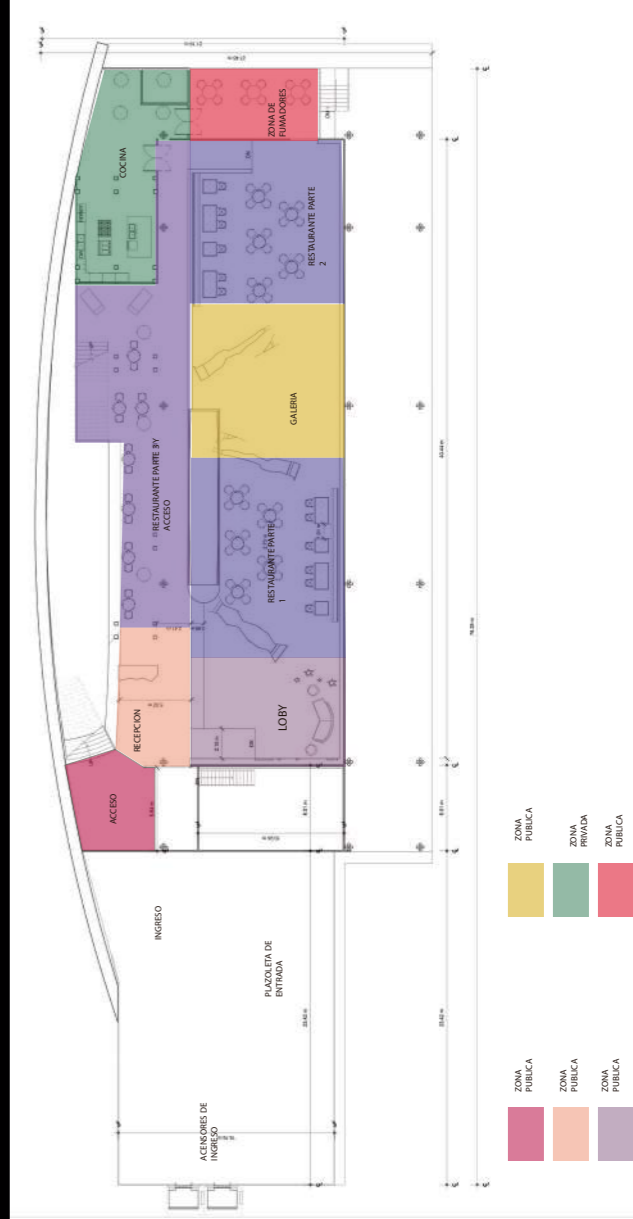 COCINA
ZONA DE
FUMADORES
RESTAURANTE PARTE
2
GALERIA
RESTAURANTE PARTE 3Y
ACCESO
RESTAURANTE PARTE
1
RECEPCION
LOBY
ACCESO
INGRESO
PLAZOLETA DE
ENTRADA
ACENSORES DE
INGRESO
ZONA
PUBLICA
ZONA
PRIVADA
ZONA
PUBLICA
ZONA
PUBLICA
ZONA
PUBLICA
ZONA
PUBLICA